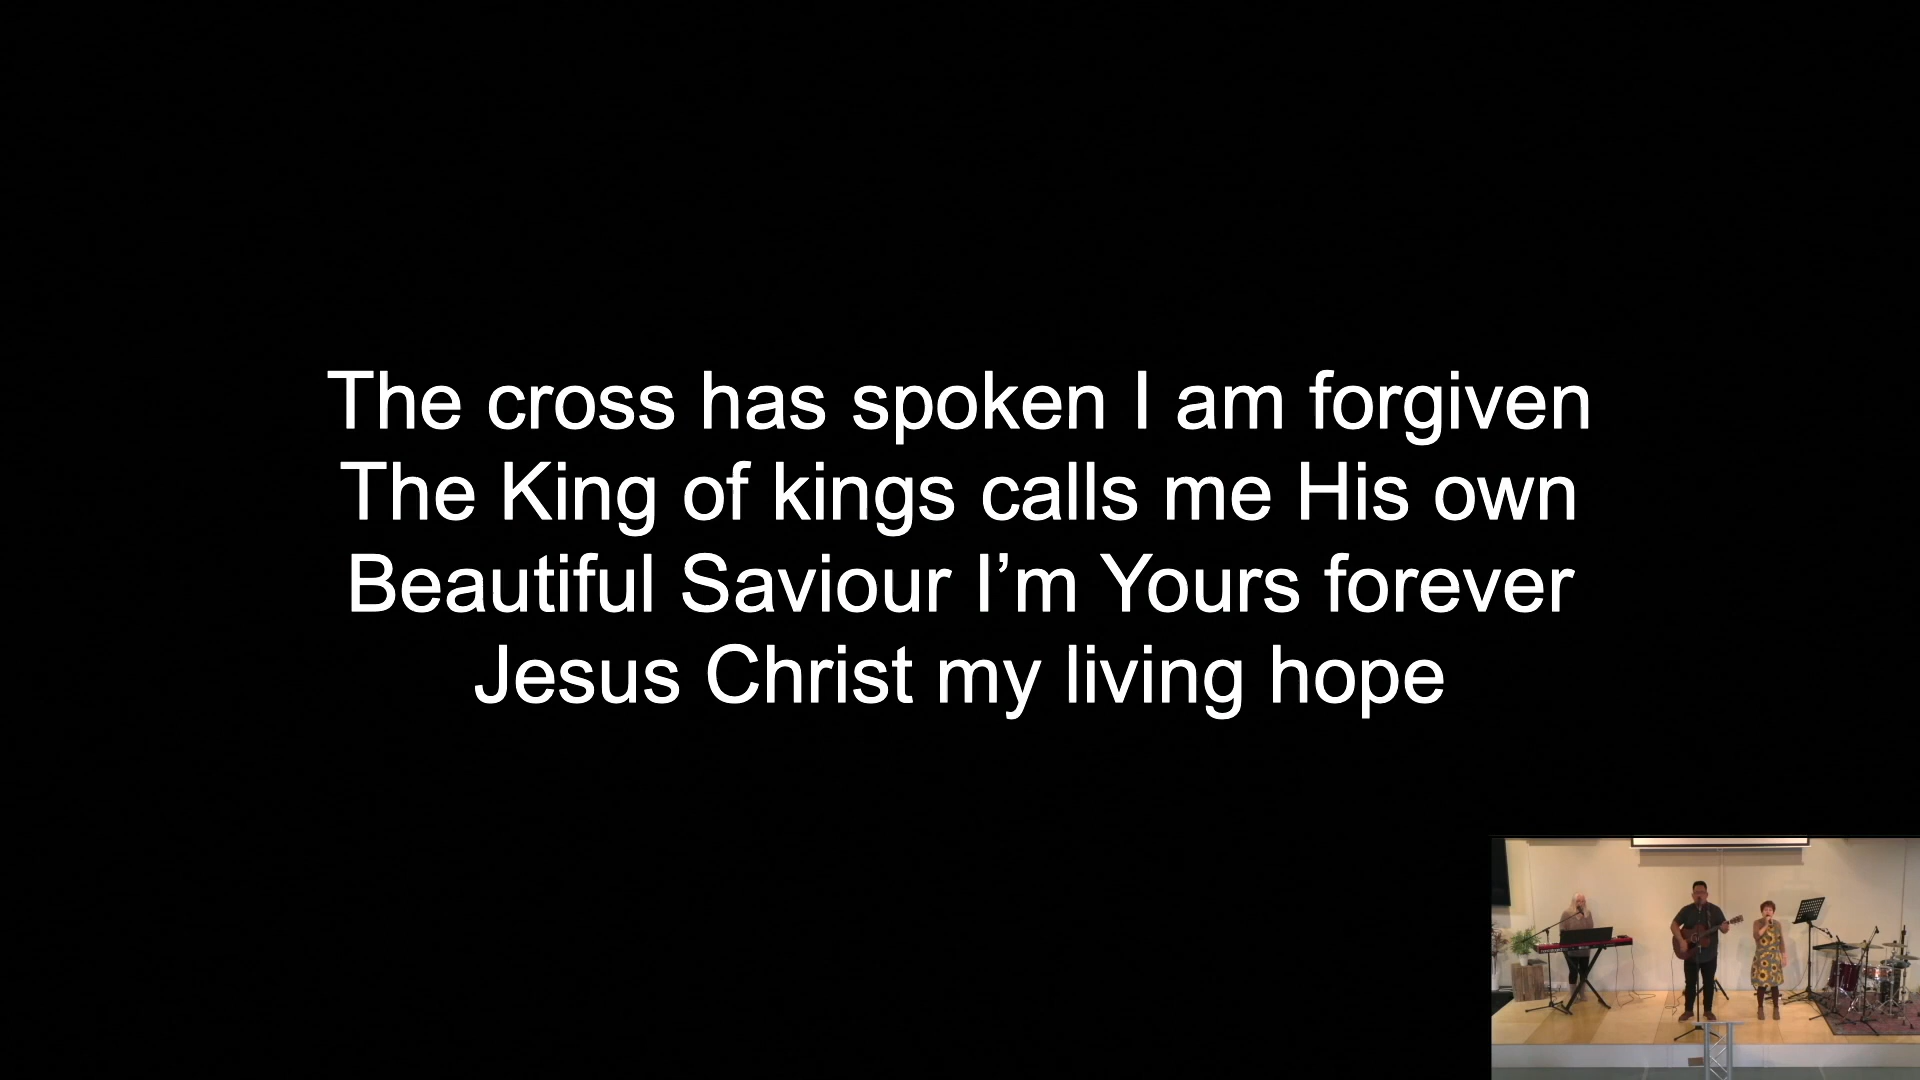 The cross has spoken I am forgiven
The King of kings calls me His own
Beautiful Saviour I’m Yours forever
Jesus Christ my living hope